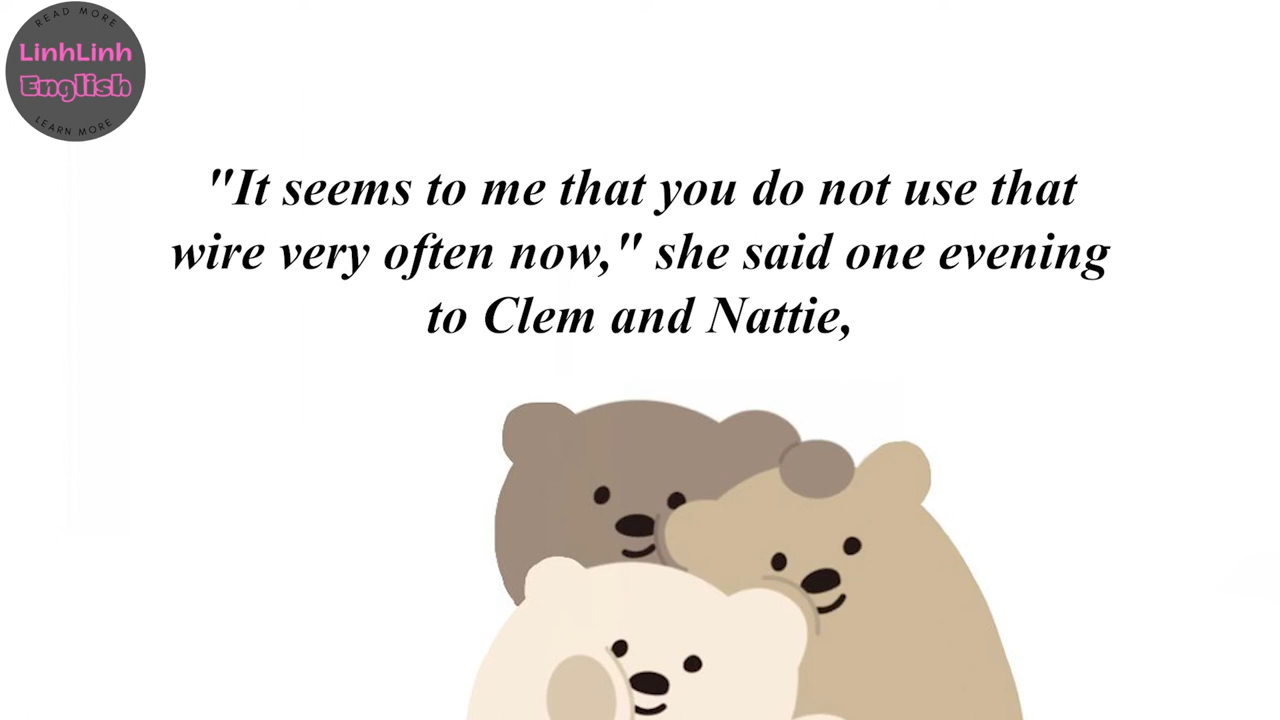 READ MORE
LinhLinh
English
LEARN MORE
"It seems to me that you do not use that
wire very often now," she said one evening
to Clem and Nattie,